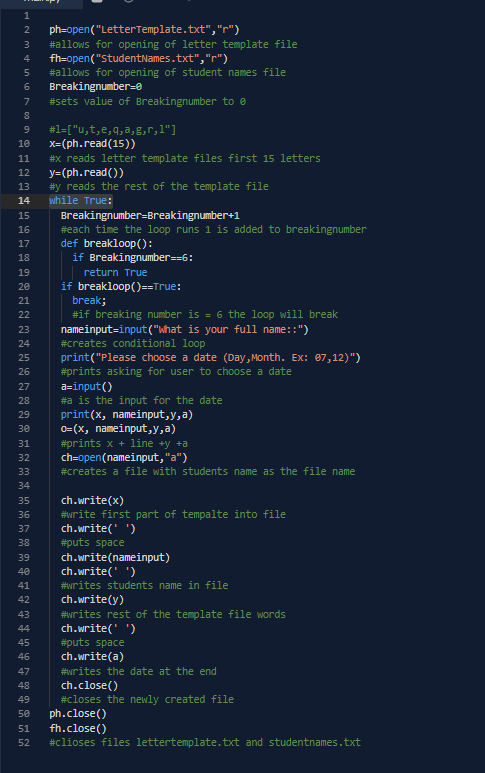 1
2 ph=open("LetterTemplate.txt","r")
3 #allows for opening of letter template file
4 fh=open("StudentNames.txt","r")
5 #allows for opening of student names file
6 Breakingnumber=0
7 #sets value of Breakingnumber to 0
8
9 #l=["u,t,e,q,a,g,r,l"]
10 x=(ph.read(15))
11 #x reads letter template files first 15 letters
12 y=(ph.read())
13 #y reads the rest of the template file
14 while True:
15 Breakingnumber=Breakingnumber+1
16 #each time the loop runs 1 is added to breakingnumber
17 def breakloop():
18 if Breakingnumber==6:
19 return True
20 if breakloop()==True:
21 break;
22 #if breaking number is = 6 the loop will break
23 nameinput=input("What is your full name::")
24 #creates conditional loop
25 print("Please choose a date (Day,Month. Ex: 07,12)")
26 #prints asking for user to choose a date
27 a=input()
28 #a is the input for the date
29 print(x, nameinput,y,a)
30 o=(x, nameinput,y,a)
31 #prints x + line +y +a
32 ch=open(nameinput,"a")
33 #creates a file with students name as the file name
34
35 ch.write(x)
36 #write first part of tempalte into file
37 ch.write(' ')
38 #puts space
39 ch.write(nameinput)
40 ch.write(' ')
41 #writes students name in file
42 ch.write(y)
43 #writes rest of the template file words
44 ch.write(' ')
45 #puts space
46 ch.write(a)
47 #writes the date at the end
48 ch.close()
49 #closes the newly created file
50 ph.close()
51 fh.close()
52 #clioses files lettertemplate.txt and studentnames.txt